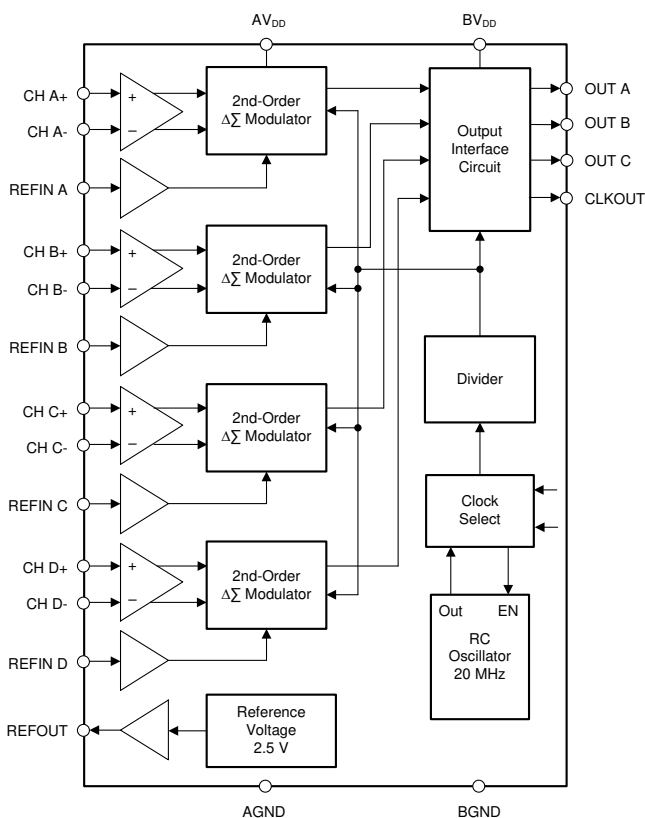 AVDD
BVDD
CH A+
CH A-
+
−
2nd-Order
ΔΣ Modulator
REFIN A
Output
Interface
Circuit
OUT A
OUT B
OUT C
CLKOUT
CH B+
CH B-
+
−
2nd-Order
ΔΣ Modulator
REFIN B
Divider
CH C+
CH C-
+
−
2nd-Order
ΔΣ Modulator
REFIN C
Clock
Select
CH D+
CH D-
+
−
2nd-Order
ΔΣ Modulator
REFIN D
Out EN
RC
Oscillator
20 MHz
REFOUT
Reference
Voltage
2.5 V
AGND
BGND